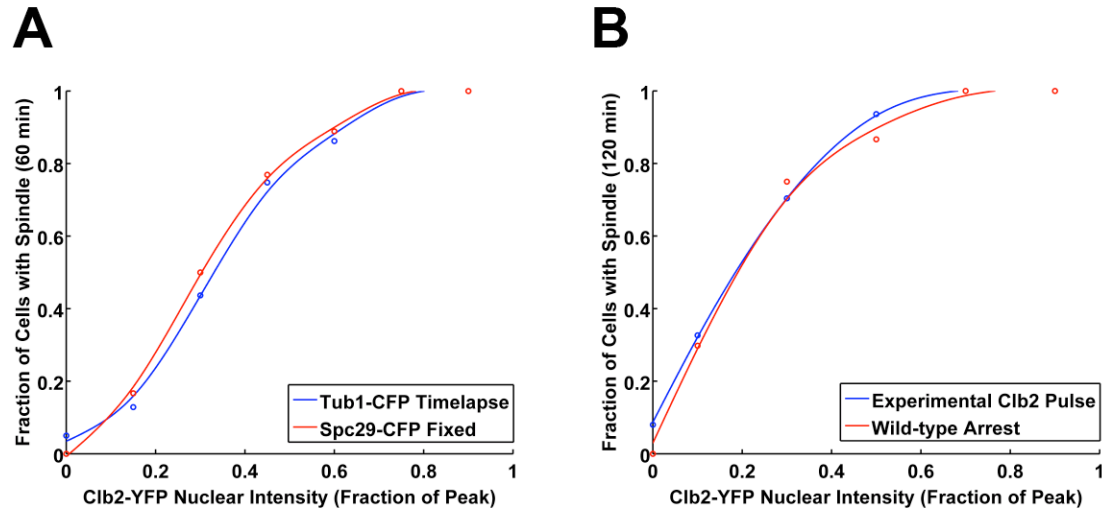 A
Fraction of Cells with Spindle (60 min)
1
0.8
0.6
0.4
0.2
0
0
0.2
0.4
0.6
0.8
1
Clb2-YFP Nuclear Intensity (Fraction of Peak)
Tub1-CFP Timelapse
Spc29-CFP Fixed
B
Fraction of Cells with Spindle (120 min)
1
0.8
0.6
0.4
0.2
0
0
0.2
0.4
0.6
0.8
1
Clb2-YFP Nuclear Intensity (Fraction of Peak)
Experimental Clb2 Pulse
Wild-type Arrest